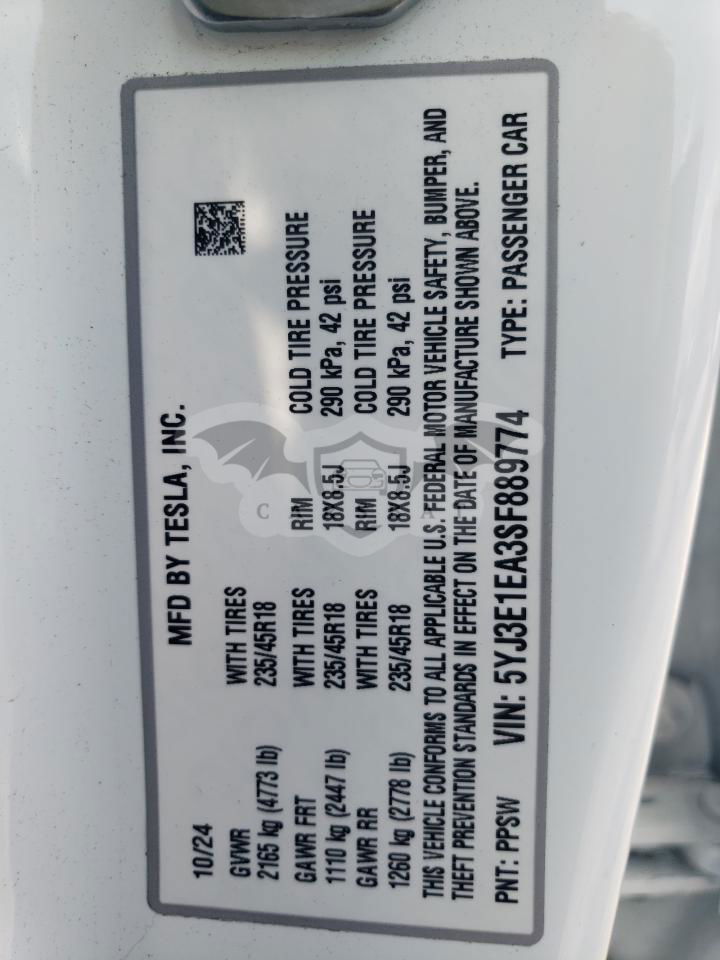 MFD BY TESLA, INC.
10/24
GVWR WITH TIRES
2165 kg (4773 lb) 235/45R18
GAWR FRT WITH TIRES RIM COLD TIRE PRESSURE
1110 kg (2447 lb) 235/45R18 18X8.5J 290 kPa, 42 psi
GAWR RR WITH TIRES RIM COLD TIRE PRESSURE
1260 kg (2778 lb) 235/45R18 18X8.5J 290 kPa, 42 psi
THIS VEHICLE CONFORMS TO ALL APPLICABLE U.S. FEDERAL MOTOR VEHICLE SAFETY, BUMPER, AND
THEFT PREVENTION STANDARDS IN EFFECT ON THE DATE OF MANUFACTURE SHOWN ABOVE.
PNT: PPSW VIN: 5YJ3E1EA3SF889774 TYPE: PASSENGER CAR